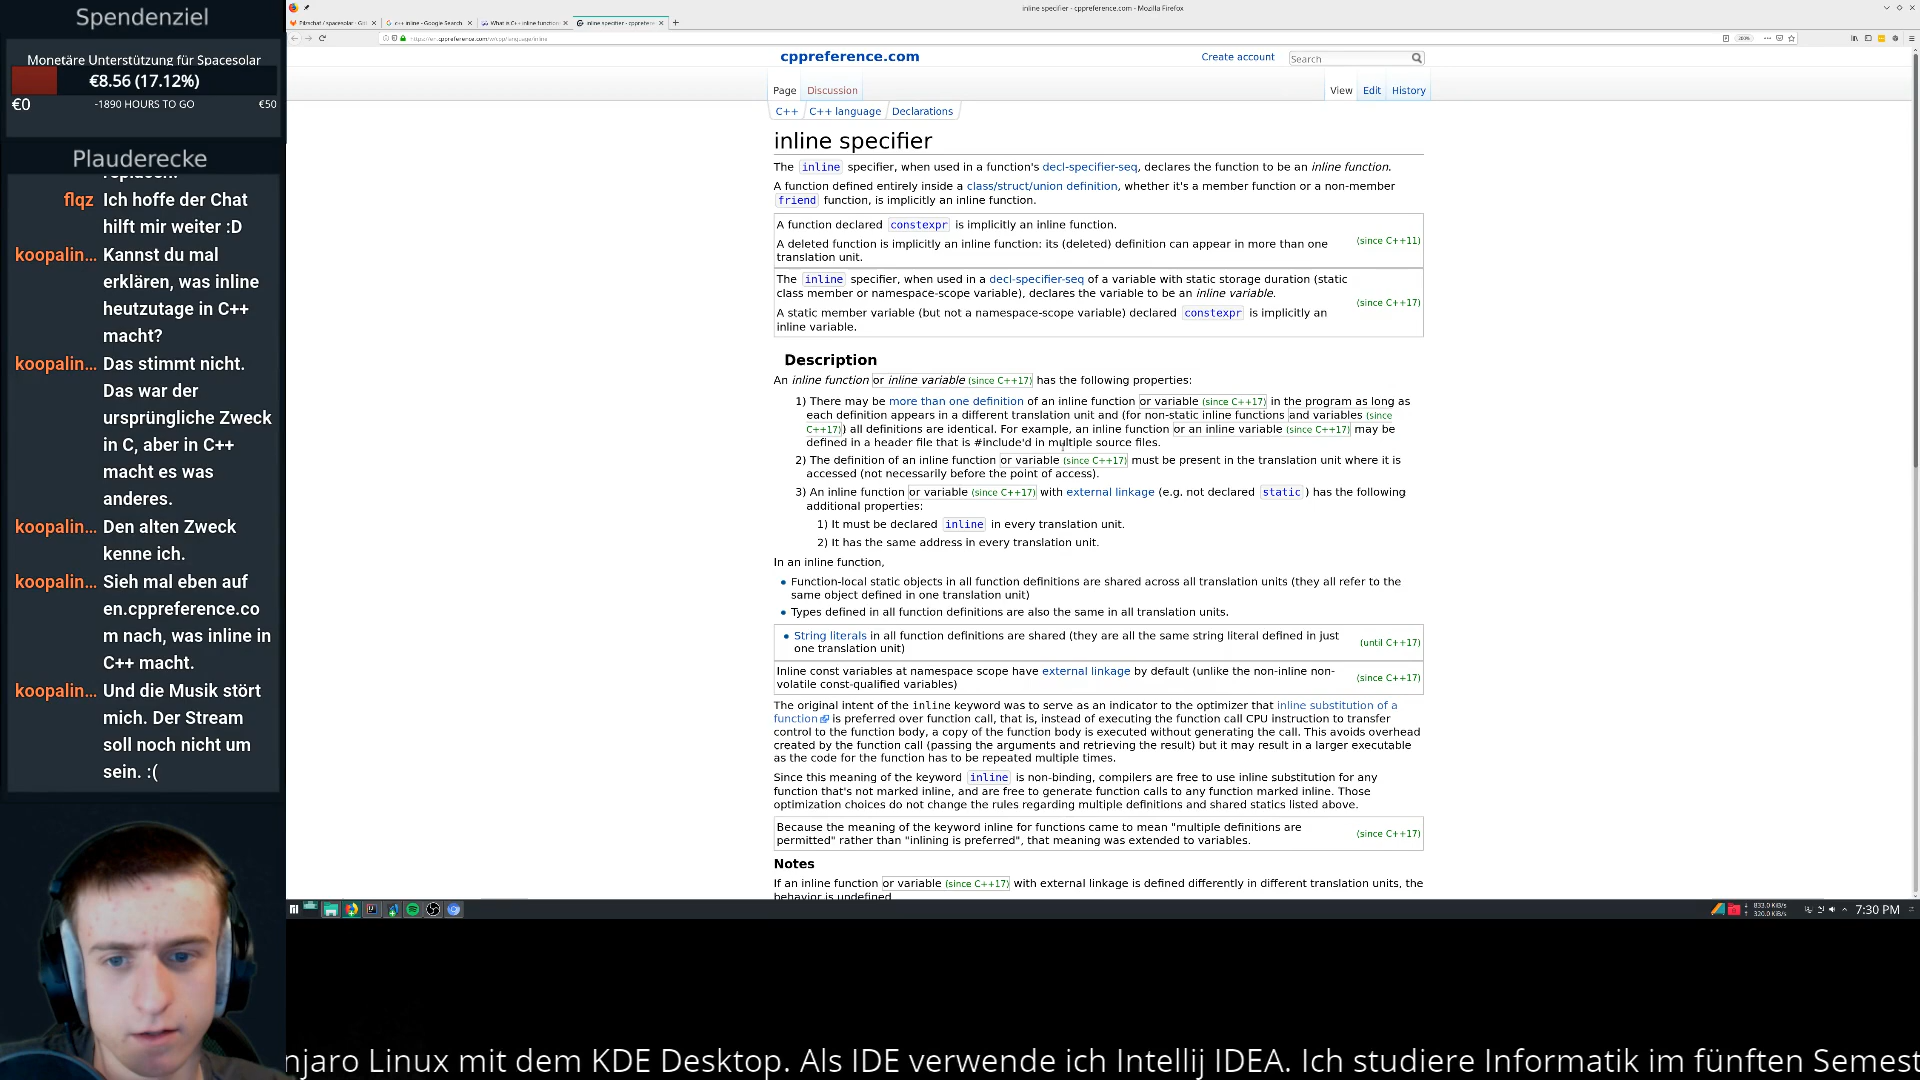 Spendenziel
Monetäre Unterstützung für Spacesolar
€8.56 (17.12%)
€0
-1890 HOURS TO GO
€50
Plauderecke
flqz Ich hoffe der Chat
hilft mir weiter :D
koopalin... Kannst du mal
erklären, was inline
heutzutage in C++
macht?
koopalin... Das stimmt nicht.
Das war der
ursprüngliche Zweck
in C, aber in C++
macht es was
anderes.
koopalin... Den alten Zweck
kenne ich.
koopalin... Sieh mal eben auf
en.cppreference.co
m nach, was inline in
C++ macht.
koopalin... Und die Musik stört
mich. Der Stream
soll noch nicht um
sein. :(
inline specifier - cppreference.com - Mozilla Firefox
c++ inline - Google Search
What is C++ inline function
inline specifier - cpprefere
cppreference.com
Create account
Search
Page
Discussion
View
Edit
History
C++
C++ language
Declarations
inline specifier
The inline specifier, when used in a function's decl-specifier-seq, declares the function to be an inline function.
A function defined entirely inside a class/struct/union definition, whether it's a member function or a non-member
friend function, is implicitly an inline function.
A function declared constexpr is implicitly an inline function.
A deleted function is implicitly an inline function: its (deleted) definition can appear in more than one
translation unit.
(since C++11)
The inline specifier, when used in a decl-specifier-seq of a variable with static storage duration (static
class member or namespace-scope variable), declares the variable to be an inline variable.
(since C++17)
A static member variable (but not a namespace-scope variable) declared constexpr is implicitly an
inline variable.
Description
An inline function or inline variable (since C++17) has the following properties:
1) There may be more than one definition of an inline function or variable (since C++17) in the program as long as
each definition appears in a different translation unit and (for non-static inline functions and variables (since
C++17)) all definitions are identical. For example, an inline function or an inline variable (since C++17) may be
defined in a header file that is #include'd in multiple source files.
2) The definition of an inline function or variable (since C++17) must be present in the translation unit where it is
accessed (not necessarily before the point of access).
3) An inline function or variable (since C++17) with external linkage (e.g. not declared static) has the following
additional properties:
1) It must be declared inline in every translation unit.
2) It has the same address in every translation unit.
In an inline function,
• Function-local static objects in all function definitions are shared across all translation units (they all refer to the
same object defined in one translation unit)
• Types defined in all function definitions are also the same in all translation units.
• String literals in all function definitions are shared (they are all the same string literal defined in just
one translation unit)
(until C++17)
Inline const variables at namespace scope have external linkage by default (unlike the non-inline non-
volatile const-qualified variables)
(since C++17)
The original intent of the inline keyword was to serve as an indicator to the optimizer that inline substitution of a
function is preferred over function call, that is, instead of executing the function call CPU instruction to transfer
control to the function body, a copy of the function body is executed without generating the call. This avoids overhead
created by the function call (passing the arguments and retrieving the result) but it may result in a larger executable
as the code for the function has to be repeated multiple times.
Since this meaning of the keyword inline is non-binding, compilers are free to use inline substitution for any
function that's not marked inline, and are free to generate function calls to any function marked inline. Those
optimization choices do not change the rules regarding multiple definitions and shared statics listed above.
Because the meaning of the keyword inline for functions came to mean "multiple definitions are
permitted" rather than "inlining is preferred", that meaning was extended to variables.
(since C++17)
Notes
If an inline function or variable (since C++17) with external linkage is defined differently in different translation units, the
behavior is undefined
833.0 KiB/s
320.0 KiB/s
7:30 PM
njaro Linux mit dem KDE Desktop. Als IDE verwende ich Intellij IDEA. Ich studiere Informatik im fünften Semest